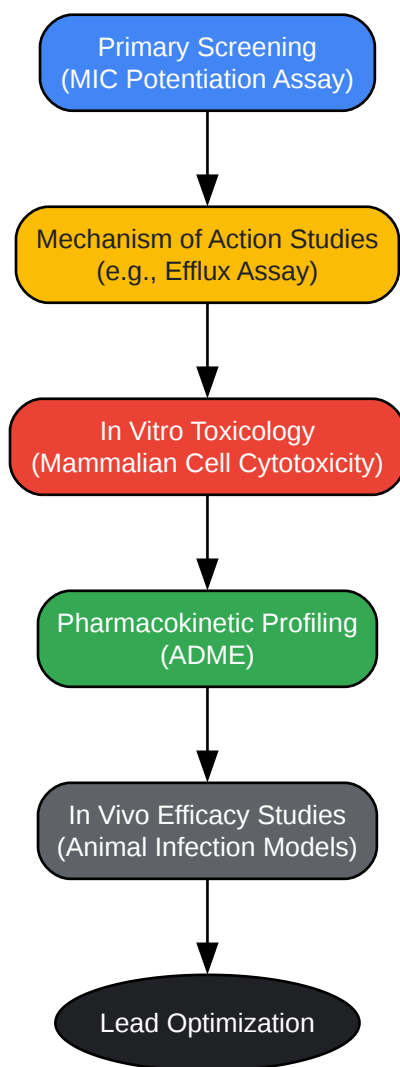 Primary Screening
(MIC Potentiation Assay)
Mechanism of Action Studies
(e.g., Efflux Assay)
In Vitro Toxicology
(Mammalian Cell Cytotoxicity)
Pharmacokinetic Profiling
(ADME)
In Vivo Efficacy Studies
(Animal Infection Models)
Lead Optimization